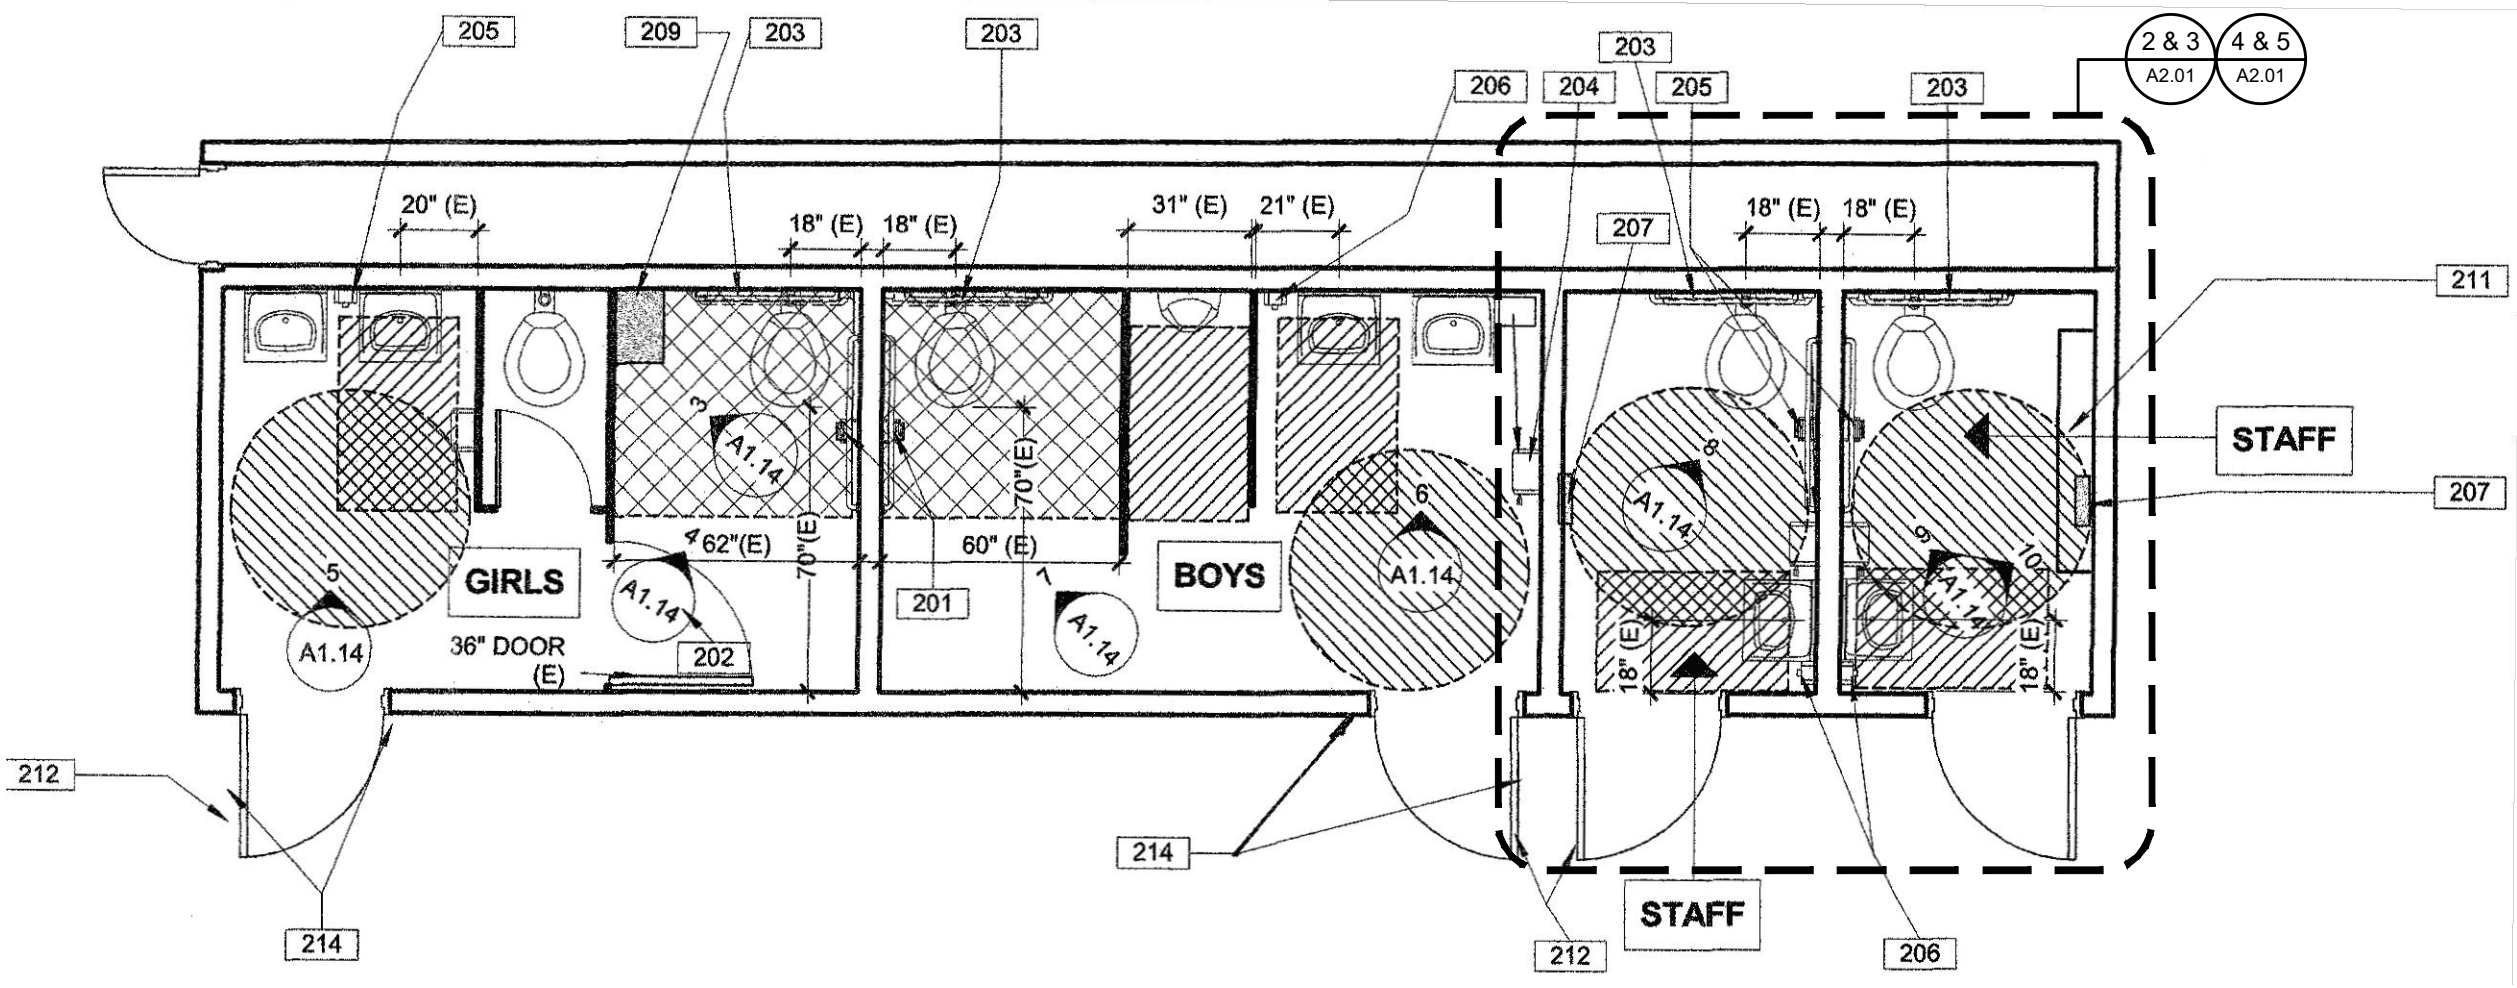 205
209
203
203
203
206
204
205
203
2 & 3
A2.01
4 & 5
A2.01
20" (E)
18" (E)
18" (E)
31" (E)
21" (E)
207
18" (E)
18" (E)
211
3
A1.14
70"(E)
70"(E)
8
A1.14
STAFF
207
5
A1.14
GIRLS
4
A1.14
62"(E)
60" (E)
201
7
A1.14
BOYS
6
A1.14
9
10
A1.14
36" DOOR
(E)
202
18" (E)
18" (E)
212
214
214
212
STAFF
206